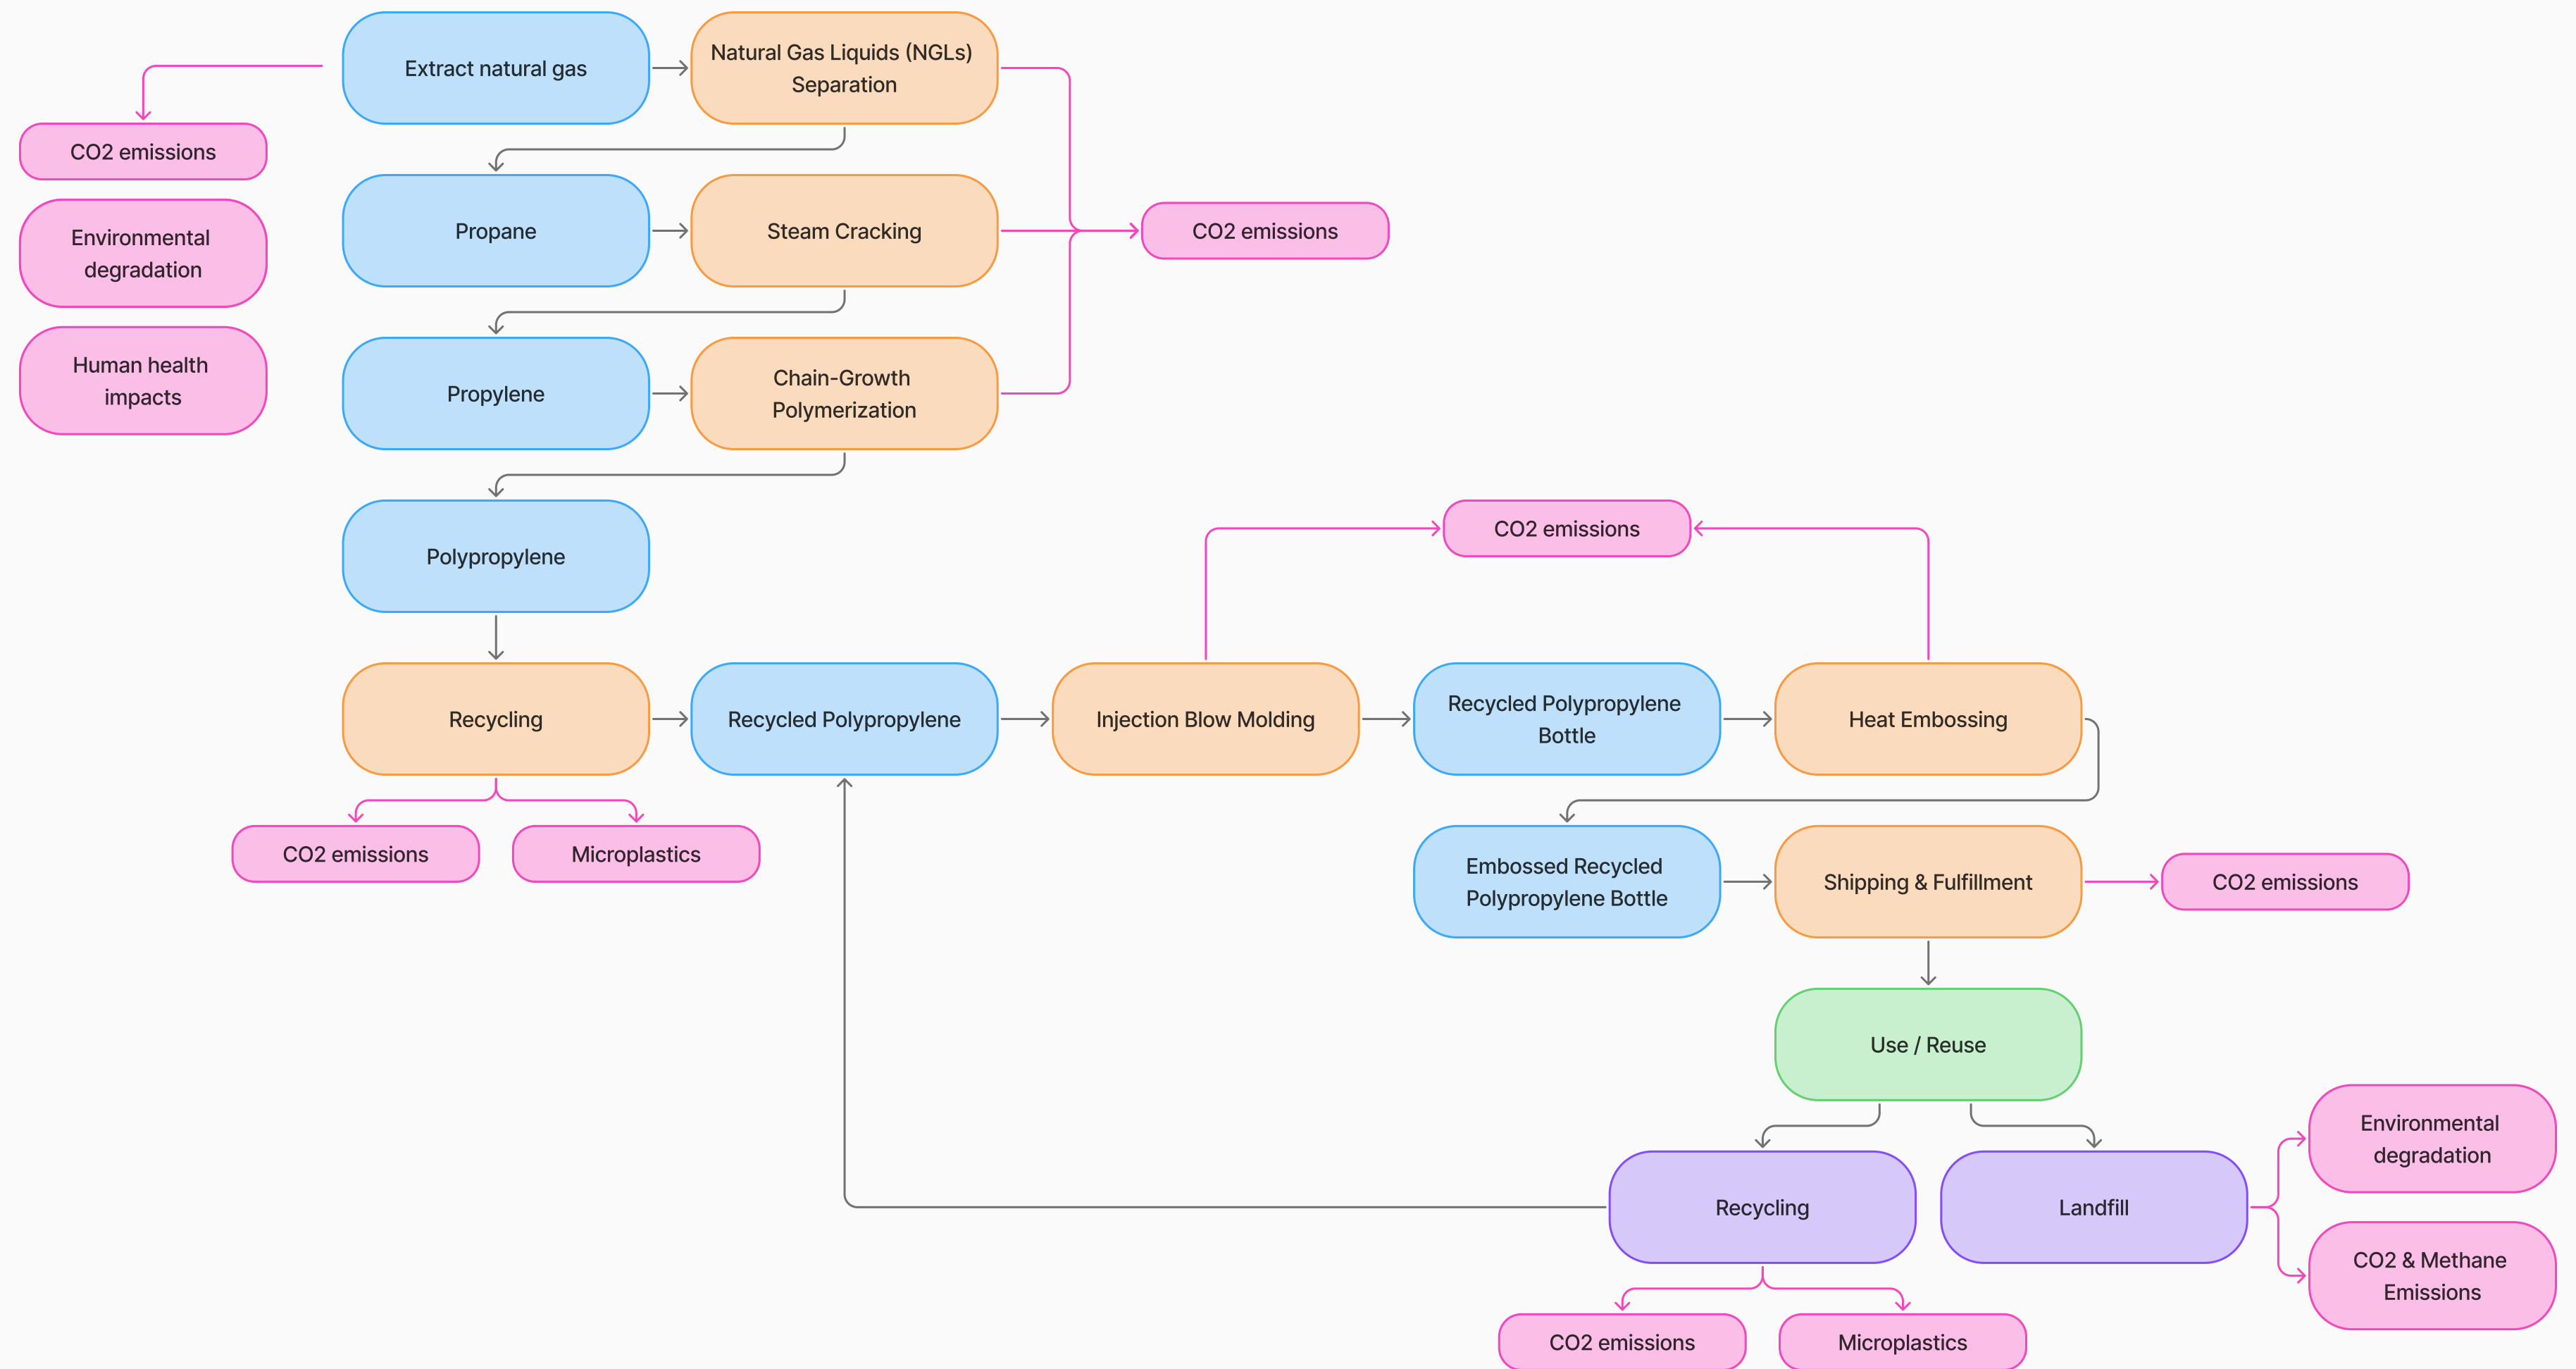 Extract natural gas
Natural Gas Liquids (NGLs)
Separation
CO2 emissions
Environmental
degradation
Human health
impacts
Propane
Steam Cracking
CO2 emissions
Propylene
Chain-Growth
Polymerization
Polypropylene
CO2 emissions
Recycling
Recycled Polypropylene
Injection Blow Molding
Recycled Polypropylene
Bottle
Heat Embossing
CO2 emissions
Microplastics
Embossed Recycled
Polypropylene Bottle
Shipping & Fulfillment
CO2 emissions
Use / Reuse
Recycling
Landfill
Environmental
degradation
CO2 & Methane
Emissions
CO2 emissions
Microplastics